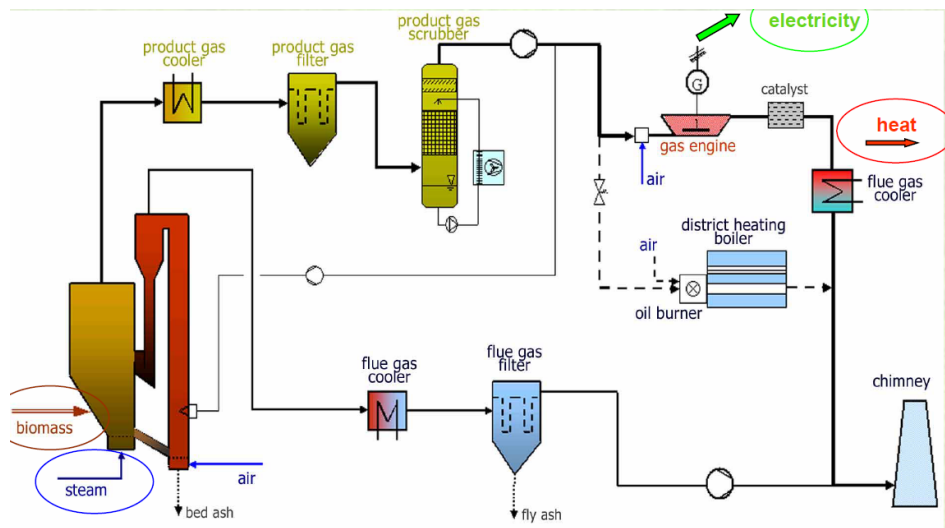 electricity
product gas
cooler
product gas
filter
product gas
scrubber
G
catalyst
gas engine
heat
air
flue gas
cooler
district heating
boiler
air
oil burner
flue gas
cooler
flue gas
filter
chimney
biomass
steam
air
bed ash
fly ash